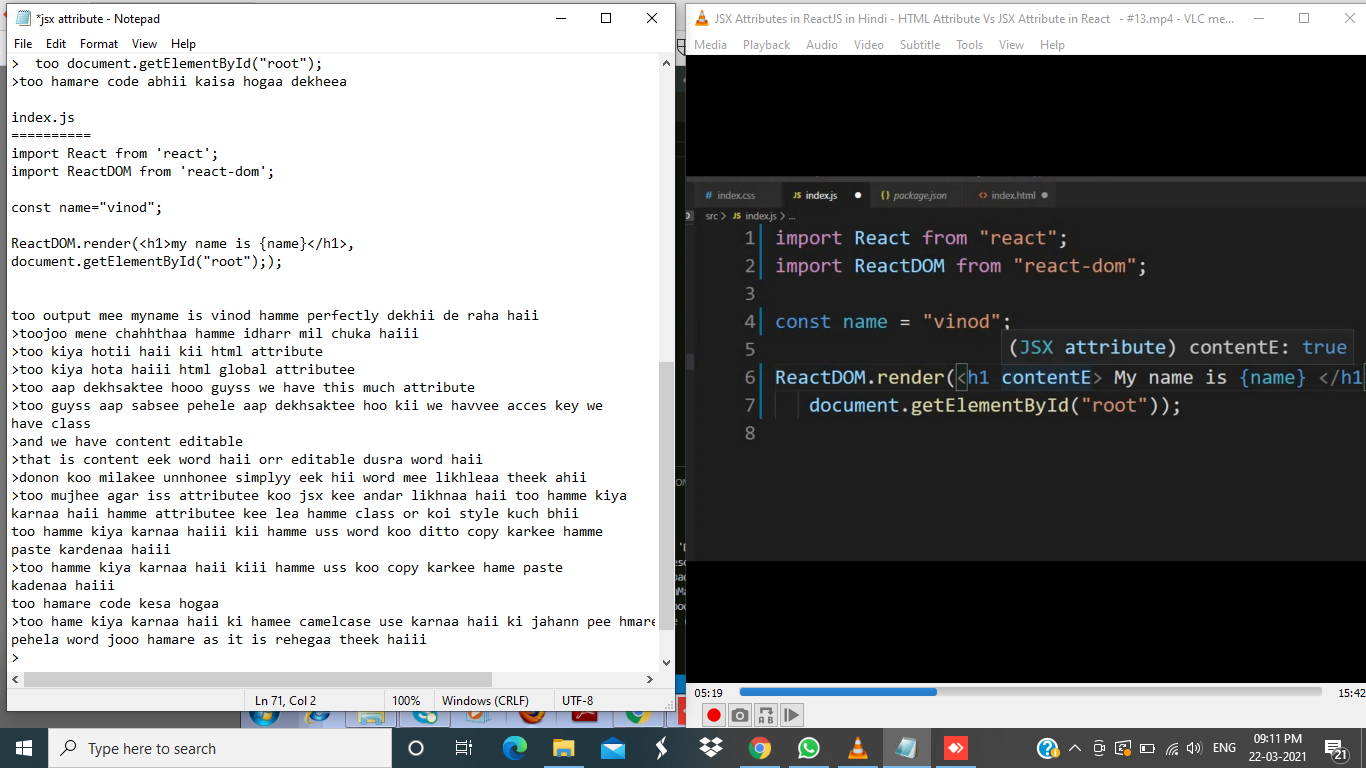 *jsx attribute - Notepad
File Edit Format View Help
>  too document.getElementById("root");
>too hamare code abhii kaisa hogaa dekheea
index.js
==========
import React from 'react';
import ReactDOM from 'react-dom';
const name="vinod";
ReactDOM.render(<h1>my name is {name}</h1>,
document.getElementById("root"););
too output mee myname is vinod hamme perfectly dekhii de raha haii
>toojoo mene chahhthaa hamme idharr mil chuka haiii
>too kiya hotii haii kii html attribute
>too kiya hota haiii html global attributee
>too aap dekhsaktee hooo guyss we have this much attribute
>too guyss aap sabsee pehele aap dekhsaktee hoo kii we havvee acces key we
have class
>and we have content editable
>that is content eek word haii orr editable dusra word haii
>donon koo milakee unnhonee simplyy eek hii word mee likhleaa theek ahii
>too mujhee agar iss attributee koo jsx kee andar likhnaa haii too hamme kiya
karnaa haii hamme attributee kee lea hamme class or koi style kuch bhii
too hamme kiya karnaa haiii kii hamme uss word koo ditto copy karkee hamme
paste kardenaa haiii
>too hamme kiya karnaa haii kiii hamme uss koo copy karkee hame paste
kadenaa haiii
too hamare code kesa hogaa
>too hame kiya karnaa haii ki hamee camelcase use karnaa haii ki jahann pee hmare
pehela word jooo hamare as it is rehegaa theek haiii
>
Ln 71, Col 2 100% Windows (CRLF) UTF-8
JSX Attributes in ReactJS in Hindi - HTML Attribute Vs JSX Attribute in React  - #13.mp4 - VLC me...
Media Playback Audio Video Subtitle Tools View Help
# index.css JS index.js {} package.json <> index.html
src > JS index.js > ...
1 import React from "react";
2 import ReactDOM from "react-dom";
3
4 const name = "vinod";
5
(JSX attribute) contentE: true
6 ReactDOM.render(<h1 contentE> My name is {name} </h1
7 document.getElementById("root"));
8
05:19 15:42
Type here to search
ENG
09:11 PM
22-03-2021
21